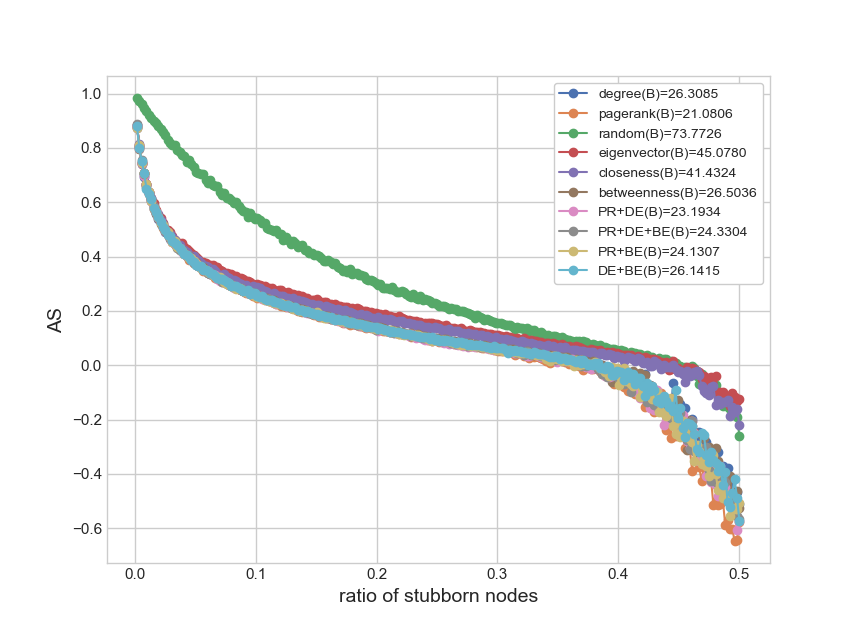 degree(B)=26.3085
pagerank(B)=21.0806
random(B)=73.7726
eigenvector(B)=45.0780
closeness(B)=41.4324
betweenness(B)=26.5036
PR+DE(B)=23.1934
PR+DE+BE(B)=24.3304
PR+BE(B)=24.1307
DE+BE(B)=26.1415
AS
1.0
0.8
0.6
0.4
0.2
0.0
−0.2
−0.4
−0.6
0.0 0.1 0.2 0.3 0.4 0.5
ratio of stubborn nodes